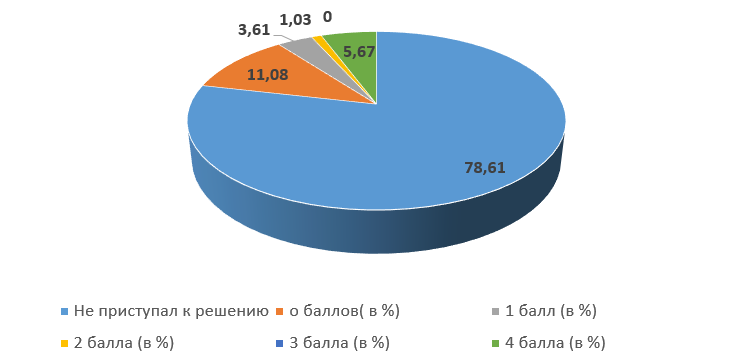 1,03 0
3,61
5,67
11,08
78,61
Не приступал к решению о баллов( в %) 1 балл (в %)
2 балла (в %) 3 балла (в %) 4 балла (в %)